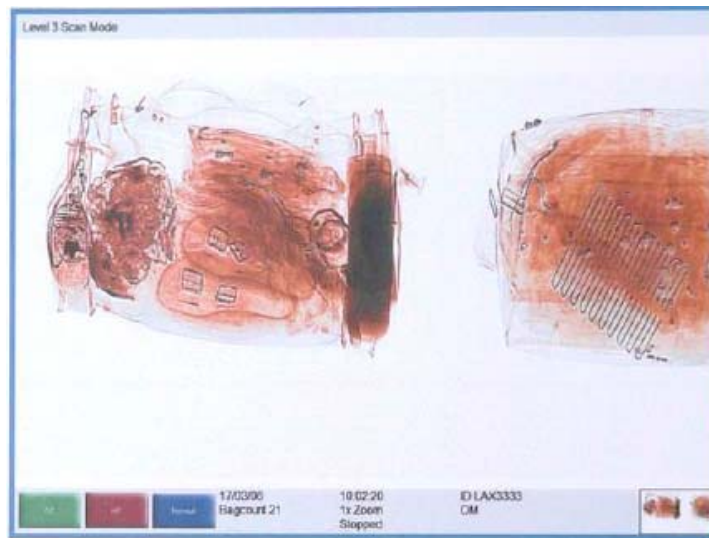 Level 3 Scan Mode
17/03/06
Bagcount 21
10:02:20
1x Zoom
Stopped
ID LAX3333
OM